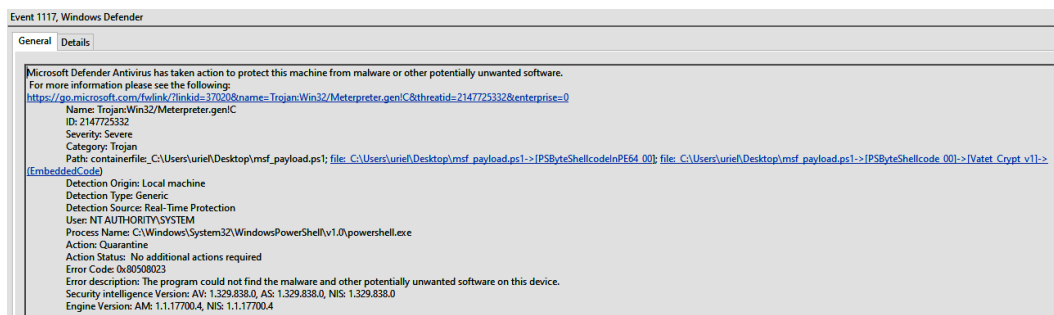 Event 1117, Windows Defender
General Details
Microsoft Defender Antivirus has taken action to protect this machine from malware or other potentially unwanted software.
For more information please see the following:
https://go.microsoft.com/fwlink/?linkid=37020&name=Trojan:Win32/Meterpreter.gen!C&threatid=2147725332&enterprise=0
Name: Trojan:Win32/Meterpreter.gen!C
ID: 2147725332
Severity: Severe
Category: Trojan
Path: containerfile:_C:\Users\uriel\Desktop\msf_payload.ps1; file:_C:\Users\uriel\Desktop\msf_payload.ps1->[PSByteShellcodeInPE64_00]; file:_C:\Users\uriel\Desktop\msf_payload.ps1->[PSByteShellcode_00]->[Vatet_Crypt_v1]->
(EmbeddedCode)
Detection Origin: Local machine
Detection Type: Generic
Detection Source: Real-Time Protection
User: NT AUTHORITY\SYSTEM
Process Name: C:\Windows\System32\WindowsPowerShell\v1.0\powershell.exe
Action: Quarantine
Action Status: No additional actions required
Error Code: 0x80508023
Error description: The program could not find the malware and other potentially unwanted software on this device.
Security intelligence Version: AV: 1.329.838.0, AS: 1.329.838.0, NIS: 1.329.838.0
Engine Version: AM: 1.1.17700.4, NIS: 1.1.17700.4